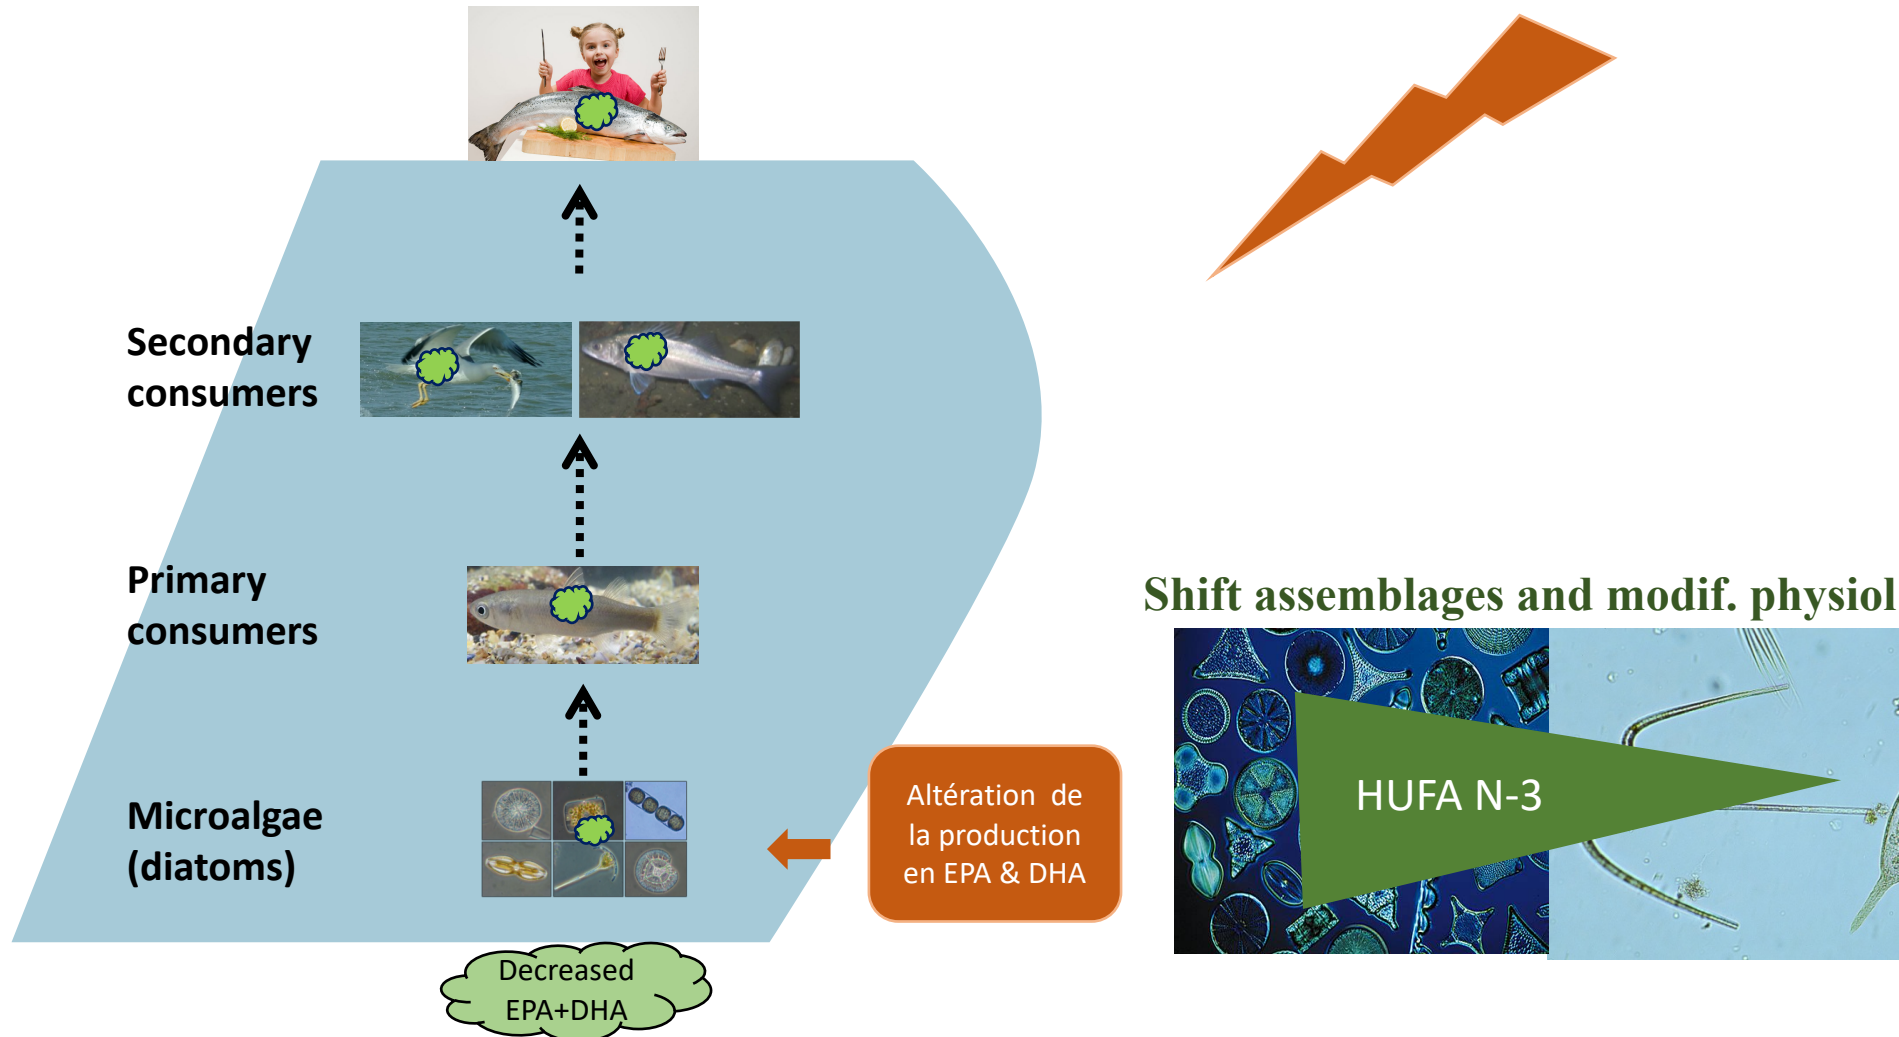 Secondary
consumers
Primary
consumers
Microalgae
(diatoms)
Decreased
EPA+DHA
Altération de
la production
en EPA & DHA
Shift assemblages and modif. physiol
HUFA N-3